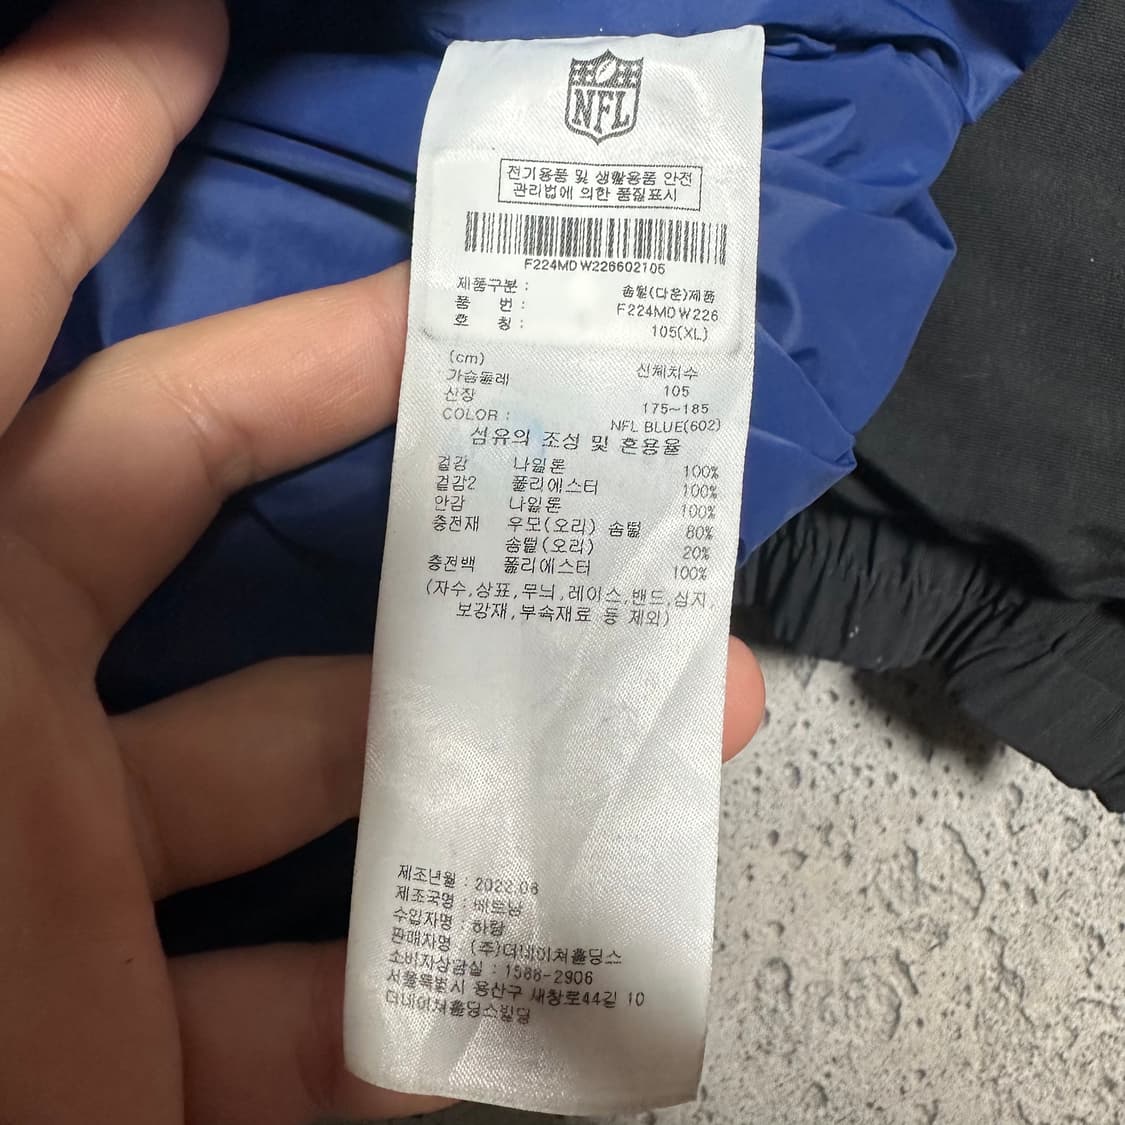 NFL
전기용품 및 생활용품 안전
관리법에 의한 품질표시
F224MDW226602105
제품구분 : 솜털(다운)제품
품 번 : F224MDW226
호 칭 : 105(XL)
(cm) 신체치수
가슴둘레 105
신장 175~185
COLOR : NFL BLUE(602)
섬유의 조성 및 혼용율
겉감 나일론 100%
겉감2 폴리에스터 100%
안감 나일론 100%
충전재 우모(오리) 솜털 80%
솜털(오리) 20%
충전백 폴리에스터 100%
(자수,상표,무늬,레이스,밴드,심지,
보강재,부속재료 등 제외)
제조년월 : 2022.08
제조국명 : 베트남
수입자명 : 하람
판매자명 (주)더네이쳐홀딩스
소비자상담실 : 1588-2906
서울특별시 용산구 새창로44길 10
더네이쳐홀딩스빌딩